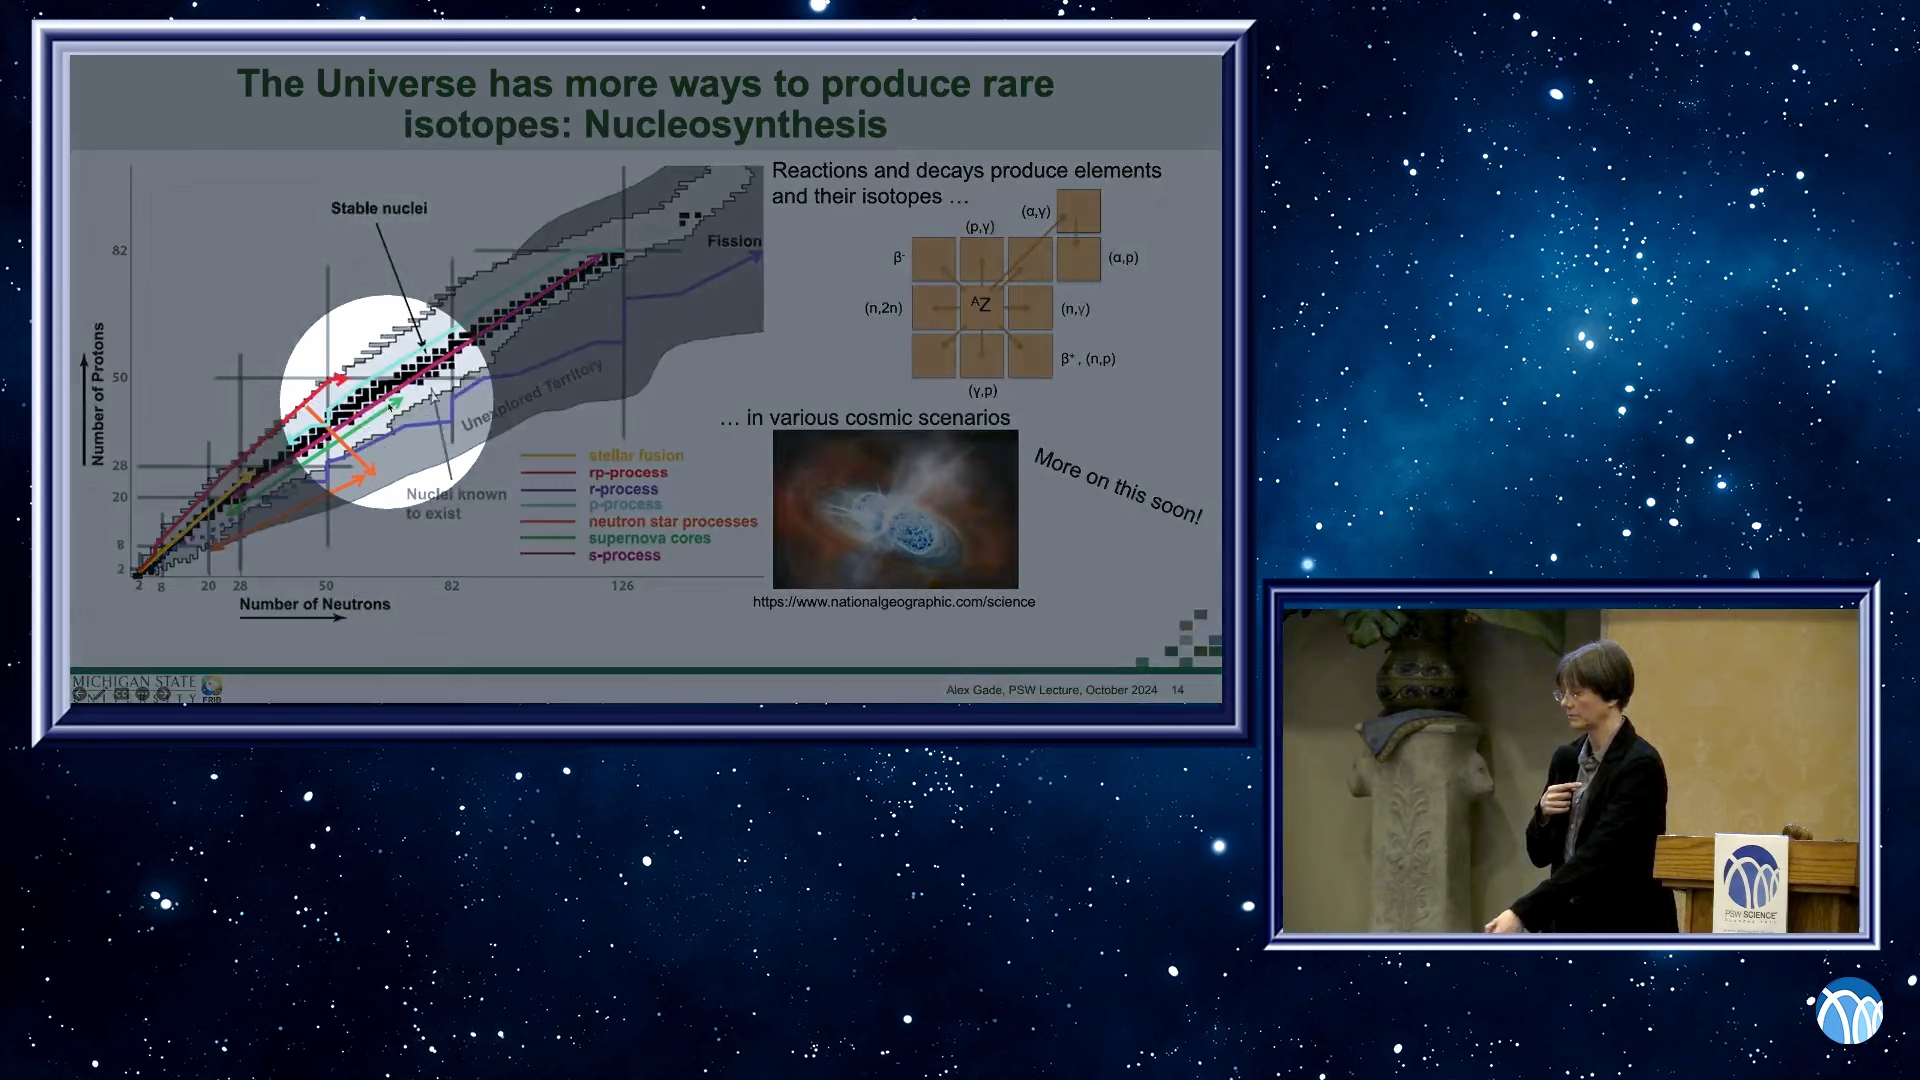 The Universe has more ways to produce rare
isotopes: Nucleosynthesis
Stable nuclei
Fission
Unexplored Territory
Nuclei known
to exist
Number of Protons
82
50
28
20
8
2
2
8
20
28
50
82
126
Number of Neutrons
stellar fusion
rp-process
r-process
p-process
neutron star processes
supernova cores
s-process
Reactions and decays produce elements
and their isotopes …
(α,γ)
(p,γ)
β-
(α,p)
(n,2n)
AZ
(n,γ)
β+, (n,p)
(γ,p)
… in various cosmic scenarios
More on this soon!
https://www.nationalgeographic.com/science
MICHIGAN STATE
UNIVERSITY
FRIB
Alex Gade, PSW Lecture, October 2024 14
PSW SCIENCE